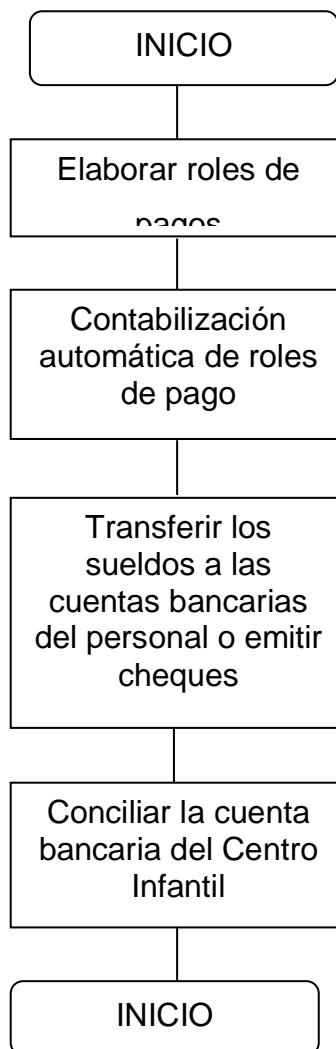 INICIO
Elaborar roles de
pagos
Contabilización
automática de roles
de pago
Transferir los
sueldos a las
cuentas bancarias
del personal o emitir
cheques
Conciliar la cuenta
bancaria del Centro
Infantil
INICIO